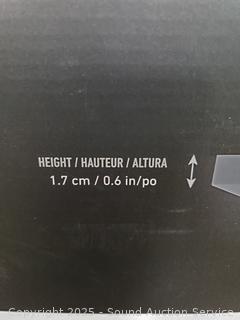 HEIGHT / HAUTEUR / ALTURA
1.7 cm / 0.6 in/po
Copyright 2025 - Sound Auction Service